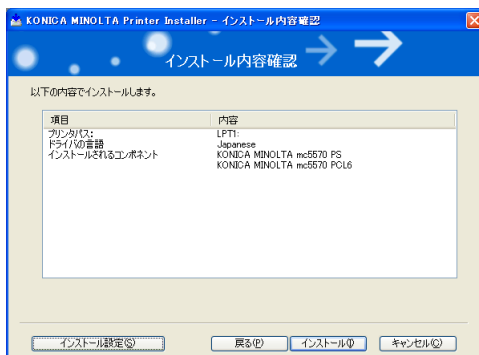 KONICA MINOLTA Printer Installer - インストール内容確認
インストール内容確認
以下の内容でインストールします。
項目 内容
プリンタパス: LPT1:
ドライバの言語 Japanese
インストールされるコンポネント KONICA MINOLTA mc5570 PS
KONICA MINOLTA mc5570 PCL6
インストール設定(S) 戻る(P) インストール(I) キャンセル(C)